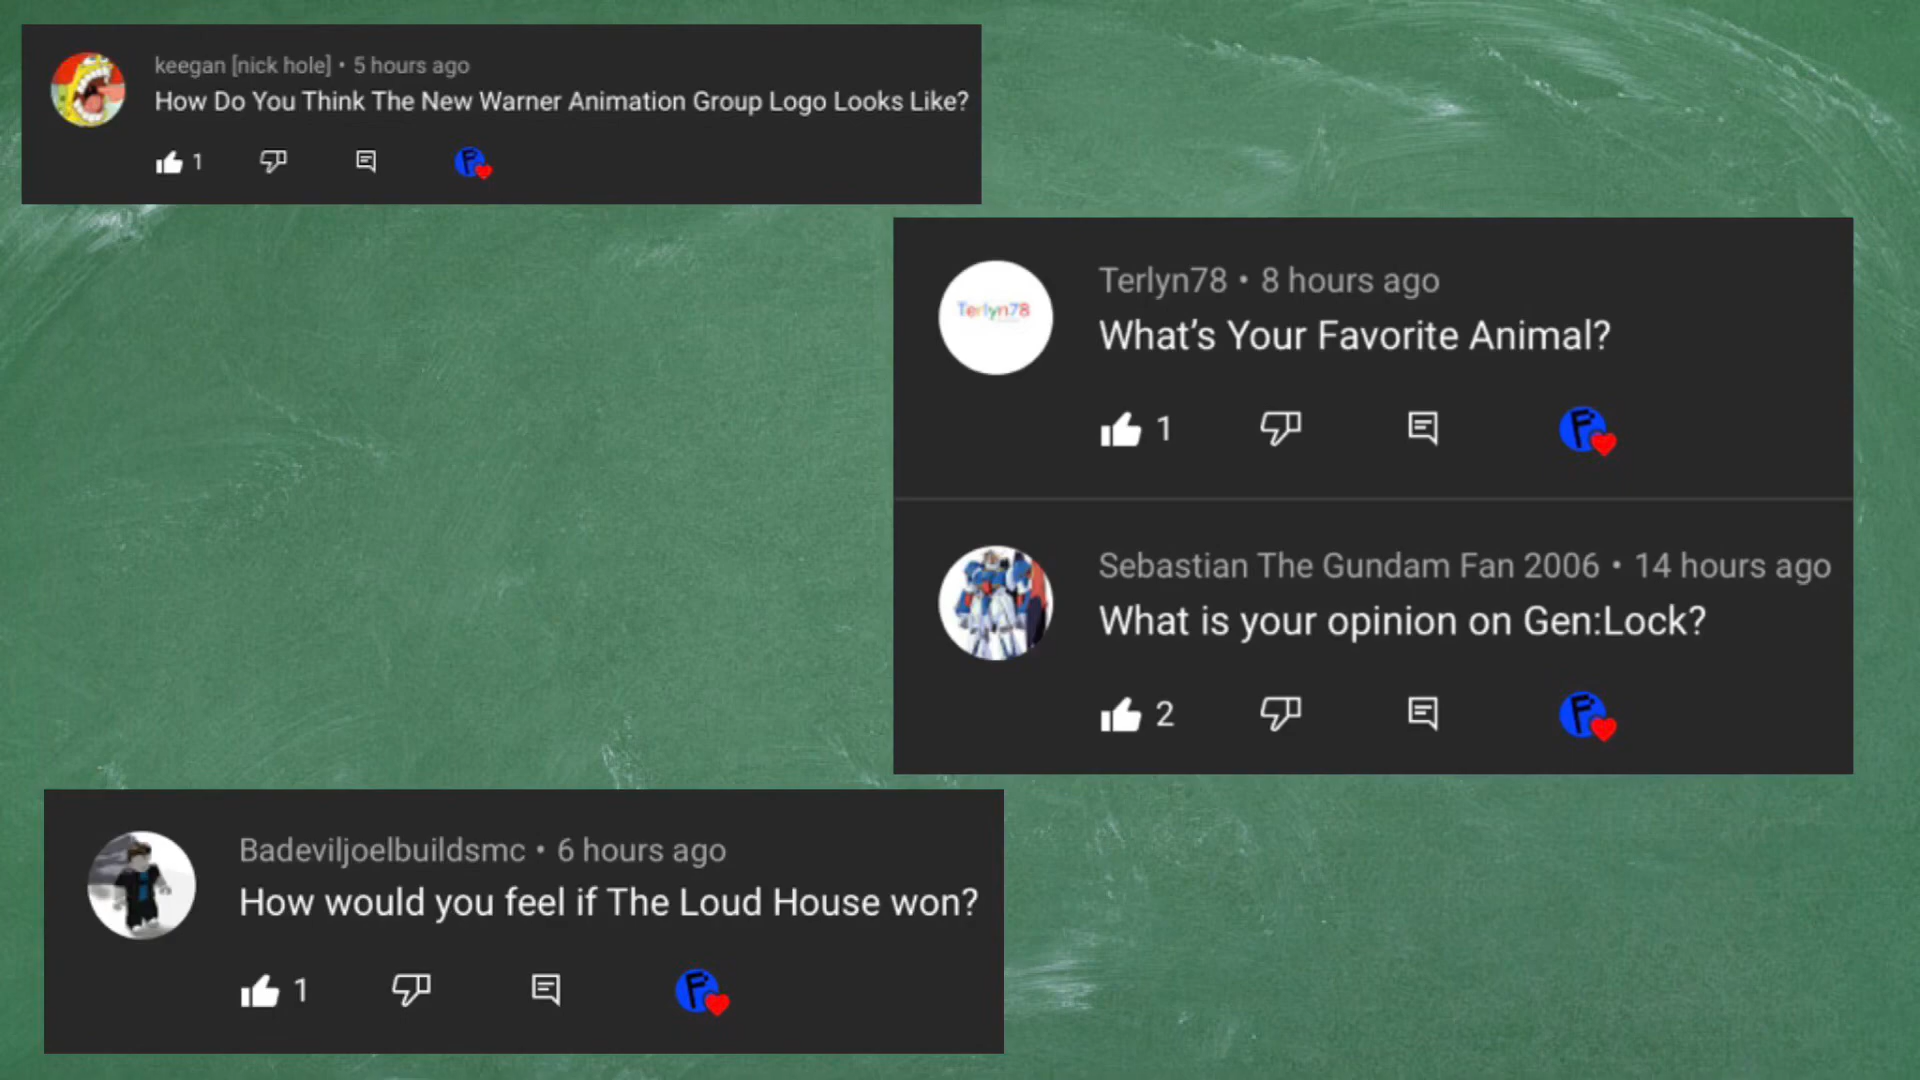 keegan [nick hole] • 5 hours ago
How Do You Think The New Warner Animation Group Logo Looks Like?
1
F
Terlyn78
Terlyn78 • 8 hours ago
What's Your Favorite Animal?
1
F
Sebastian The Gundam Fan 2006 • 14 hours ago
What is your opinion on Gen:Lock?
2
F
Badeviljoelbuildsmc • 6 hours ago
How would you feel if The Loud House won?
1
F